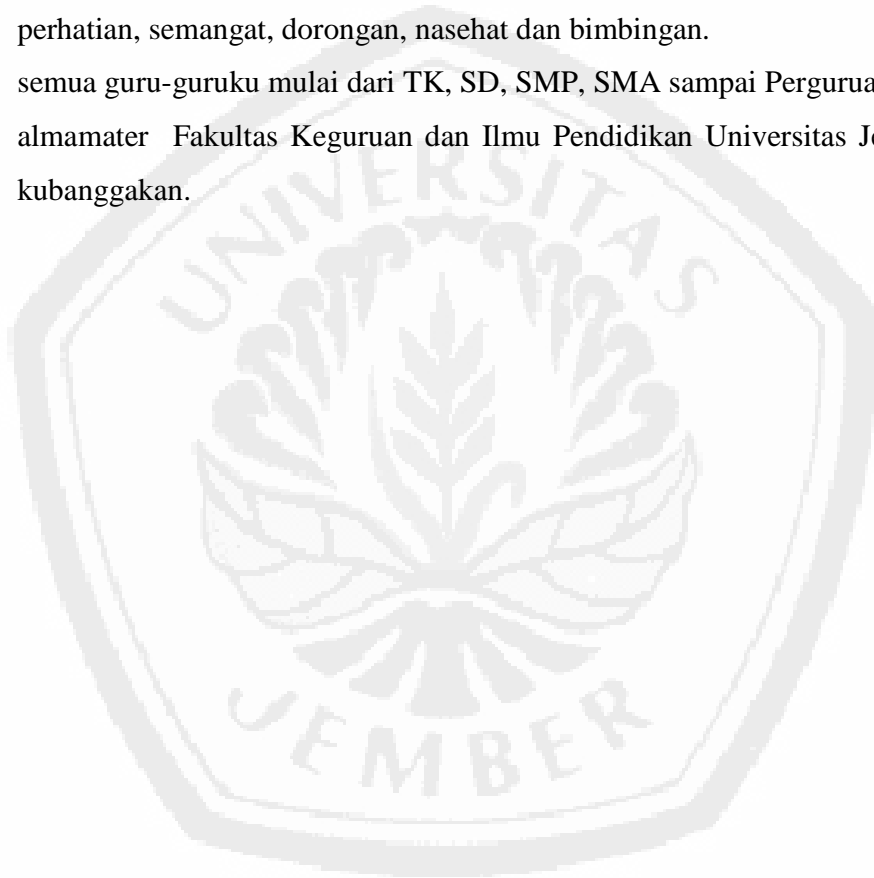 perhatian, semangat, dorongan, nasehat dan bimbingan.
semua guru-guruku mulai dari TK, SD, SMP, SMA sampai Pergurua
almamater Fakultas Keguruan dan Ilmu Pendidikan Universitas Je
kubanggakan.
UNIVERSITAS
JEMBER